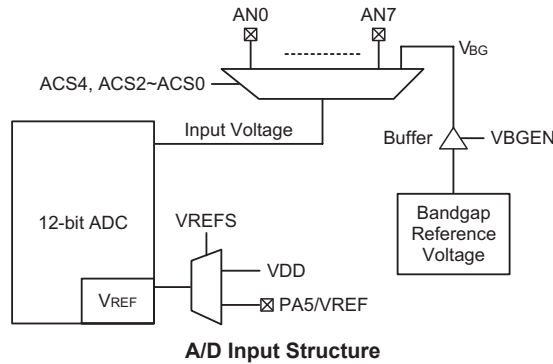 AN0
AN7
VBG
ACS4, ACS2~ACS0
Input Voltage
Buffer
VBGEN
12-bit ADC
Bandgap
Reference
Voltage
VREFS
VDD
VREF
PA5/VREF
A/D Input Structure